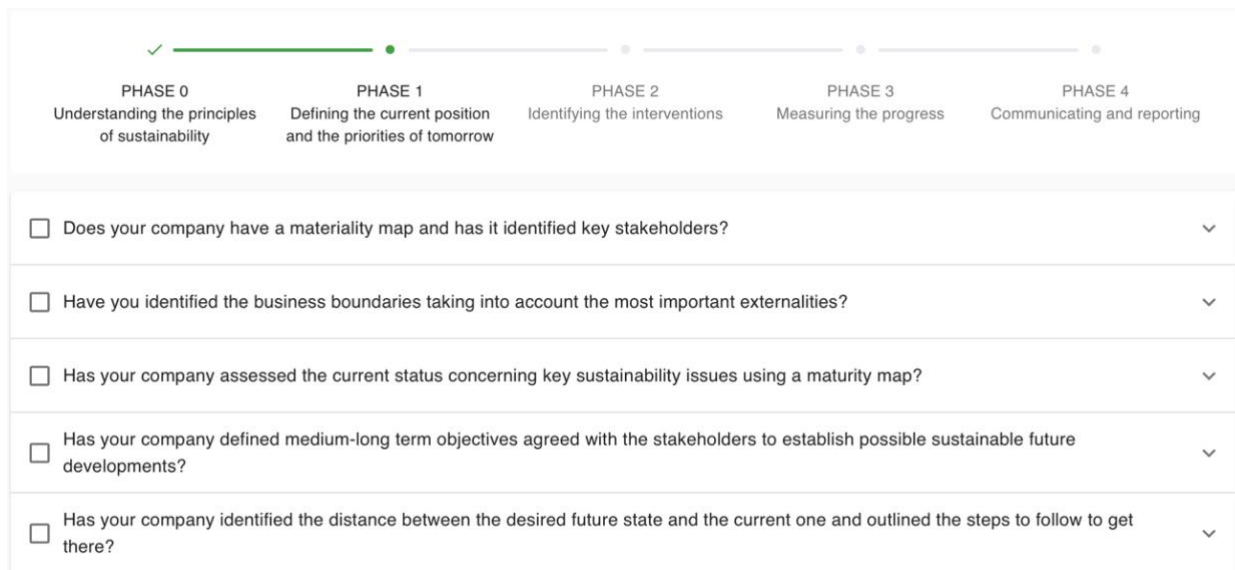 PHASE 0
Understanding the principles
of sustainability
PHASE 1
Defining the current position
and the priorities of tomorrow
PHASE 2
Identifying the interventions
PHASE 3
Measuring the progress
PHASE 4
Communicating and reporting
Does your company have a materiality map and has it identified key stakeholders?
Have you identified the business boundaries taking into account the most important externalities?
Has your company assessed the current status concerning key sustainability issues using a maturity map?
Has your company defined medium-long term objectives agreed with the stakeholders to establish possible sustainable future
developments?
Has your company identified the distance between the desired future state and the current one and outlined the steps to follow to get
there?